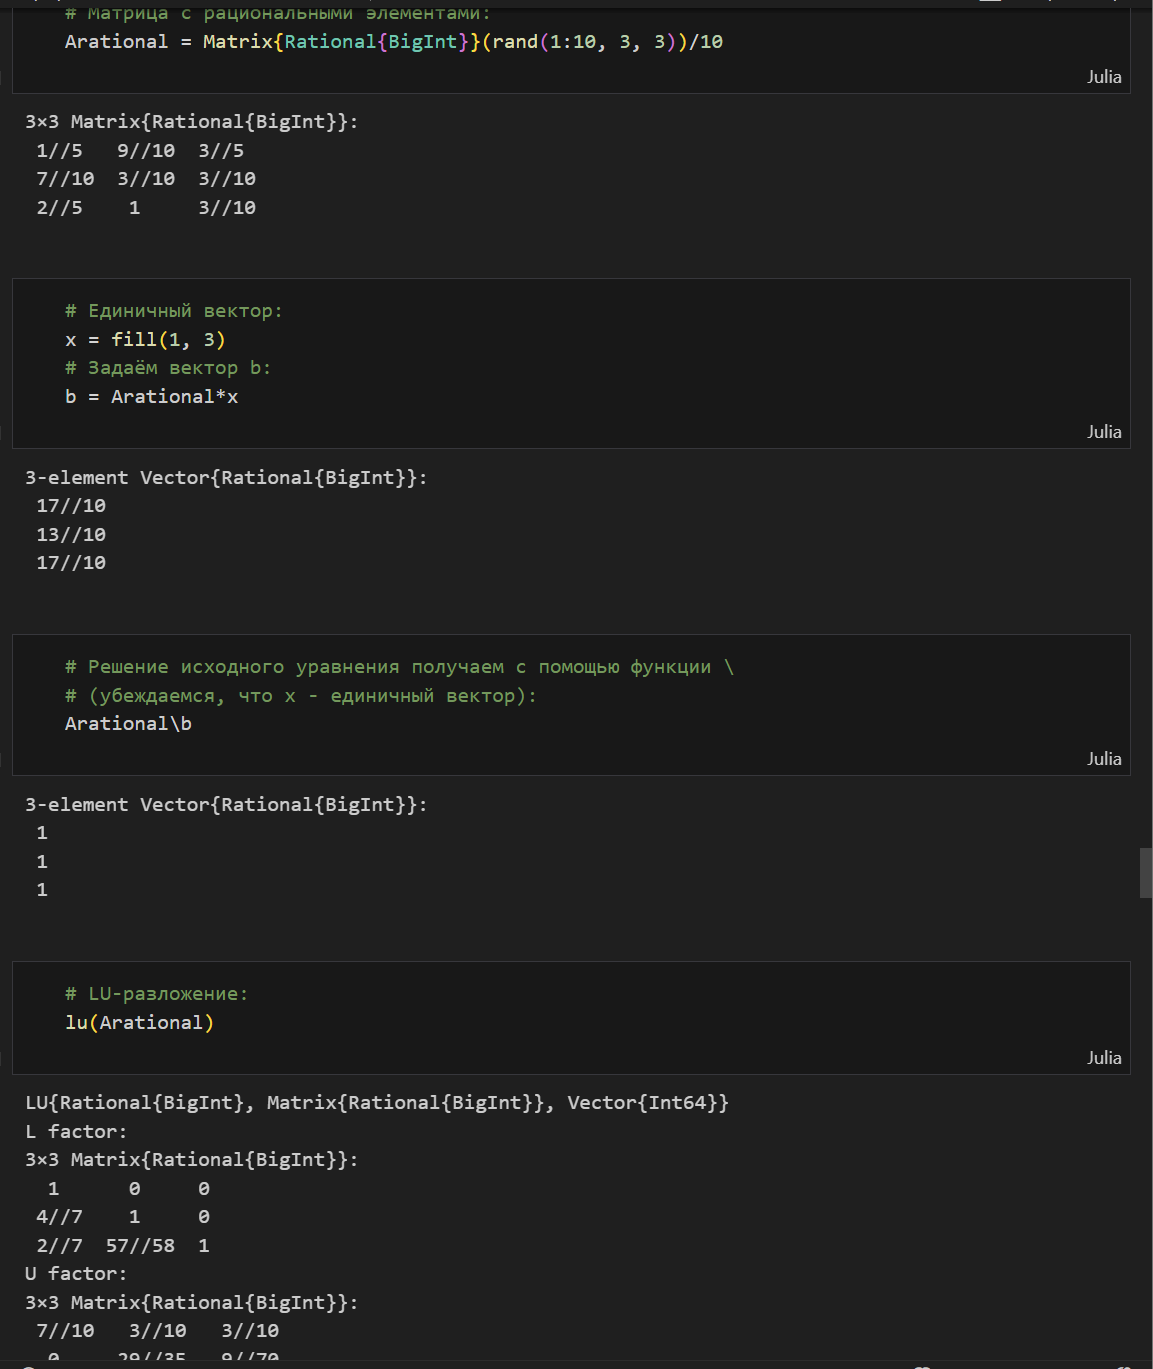 # Матрица с рациональными элементами:
Arational = Matrix{Rational{BigInt}}(rand(1:10, 3, 3))/10
Julia
3×3 Matrix{Rational{BigInt}}:
1//5 9//10 3//5
7//10 3//10 3//10
2//5 1 3//10
# Единичный вектор:
x = fill(1, 3)
# Задаём вектор b:
b = Arational*x
Julia
3-element Vector{Rational{BigInt}}:
17//10
13//10
17//10
# Решение исходного уравнения получаем с помощью функции \
# (убеждаемся, что x - единичный вектор):
Arational\b
Julia
3-element Vector{Rational{BigInt}}:
1
1
1
# LU-разложение:
lu(Arational)
Julia
LU{Rational{BigInt}, Matrix{Rational{BigInt}}, Vector{Int64}}
L factor:
3×3 Matrix{Rational{BigInt}}:
1 0 0
4//7 1 0
2//7 57//58 1
U factor:
3×3 Matrix{Rational{BigInt}}:
7//10 3//10 3//10
0 29//35 9//70